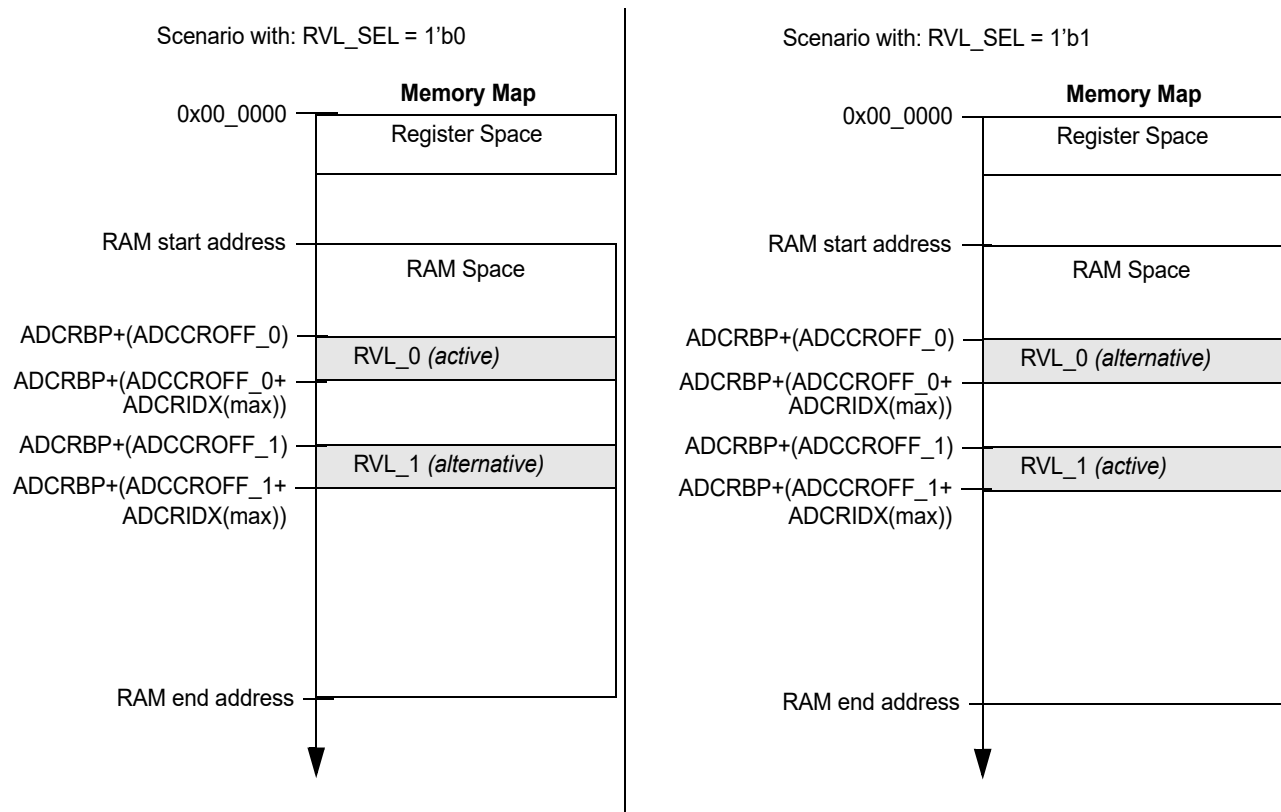 Scenario with: RVL_SEL = 1’b0
Memory Map
0x00_0000
Register Space
RAM start address
RAM Space
ADCRBP+(ADCCROFF_0)
RVL_0 (active)
ADCRBP+(ADCCROFF_0+
ADCRIDX(max))
ADCRBP+(ADCCROFF_1)
RVL_1 (alternative)
ADCRBP+(ADCCROFF_1+
ADCRIDX(max))
RAM end address
Scenario with: RVL_SEL = 1’b1
Memory Map
0x00_0000
Register Space
RAM start address
RAM Space
ADCRBP+(ADCCROFF_0)
RVL_0 (alternative)
ADCRBP+(ADCCROFF_0+
ADCRIDX(max))
ADCRBP+(ADCCROFF_1)
RVL_1 (active)
ADCRBP+(ADCCROFF_1+
ADCRIDX(max))
RAM end address